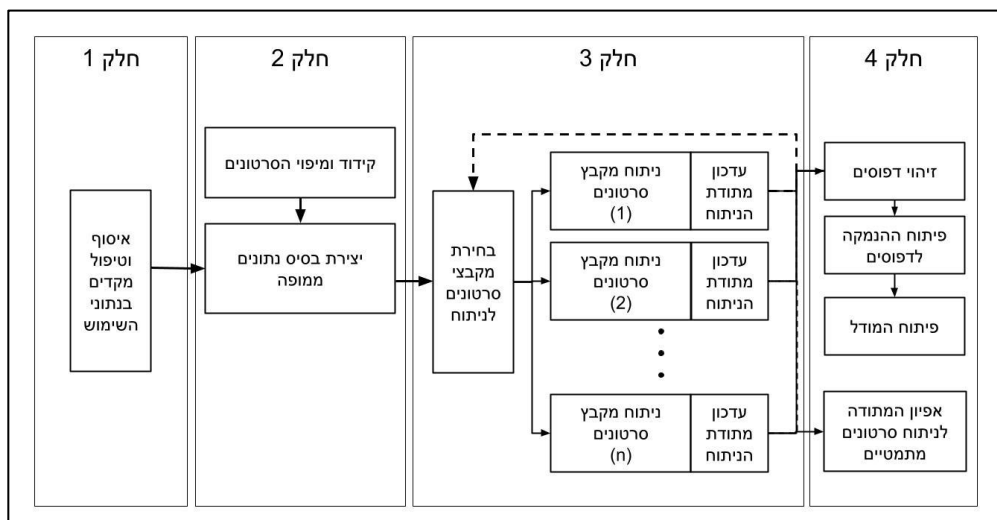 חלק 1
איסוף
וטיפול
מקדים
בנתוני
השימוש
חלק 2
קידוד ומיפוי הסרטונים
יצירת בסיס נתונים
ממופה
חלק 3
בחירת
מקבצי
סרטונים
לניתוח
ניתוח מקבץ
סרטונים
(1)
עדכון
מתודת
הניתוח
ניתוח מקבץ
סרטונים
(2)
עדכון
מתודת
הניתוח
ניתוח מקבץ
סרטונים
(n)
עדכון
מתודת
הניתוח
חלק 4
זיהוי דפוסים
פיתוח ההנמקה
לדפוסים
פיתוח המודל
אפיון המתודה
לניתוח סרטונים
מתמטיים